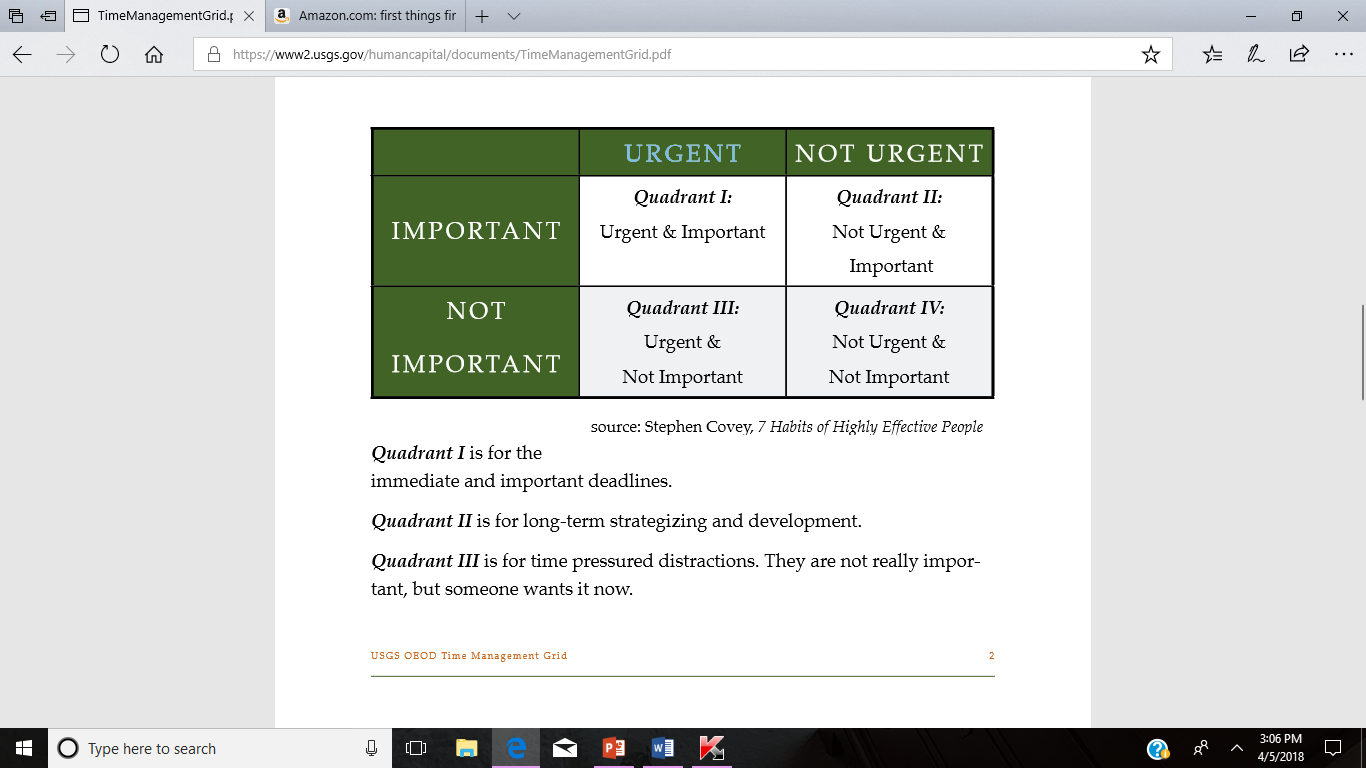 TimeManagementGrid.p
Amazon.com: first things fir
https://www2.usgs.gov/humancapital/documents/TimeManagementGrid.pdf
URGENT NOT URGENT
IMPORTANT
Quadrant I:
Urgent & Important
Quadrant II:
Not Urgent &
Important
NOT
IMPORTANT
Quadrant III:
Urgent &
Not Important
Quadrant IV:
Not Urgent &
Not Important
source: Stephen Covey, 7 Habits of Highly Effective People
Quadrant I is for the
immediate and important deadlines.
Quadrant II is for long-term strategizing and development.
Quadrant III is for time pressured distractions. They are not really impor-
tant, but someone wants it now.
USGS OEOD Time Management Grid 2
Type here to search
3:06 PM
4/5/2018